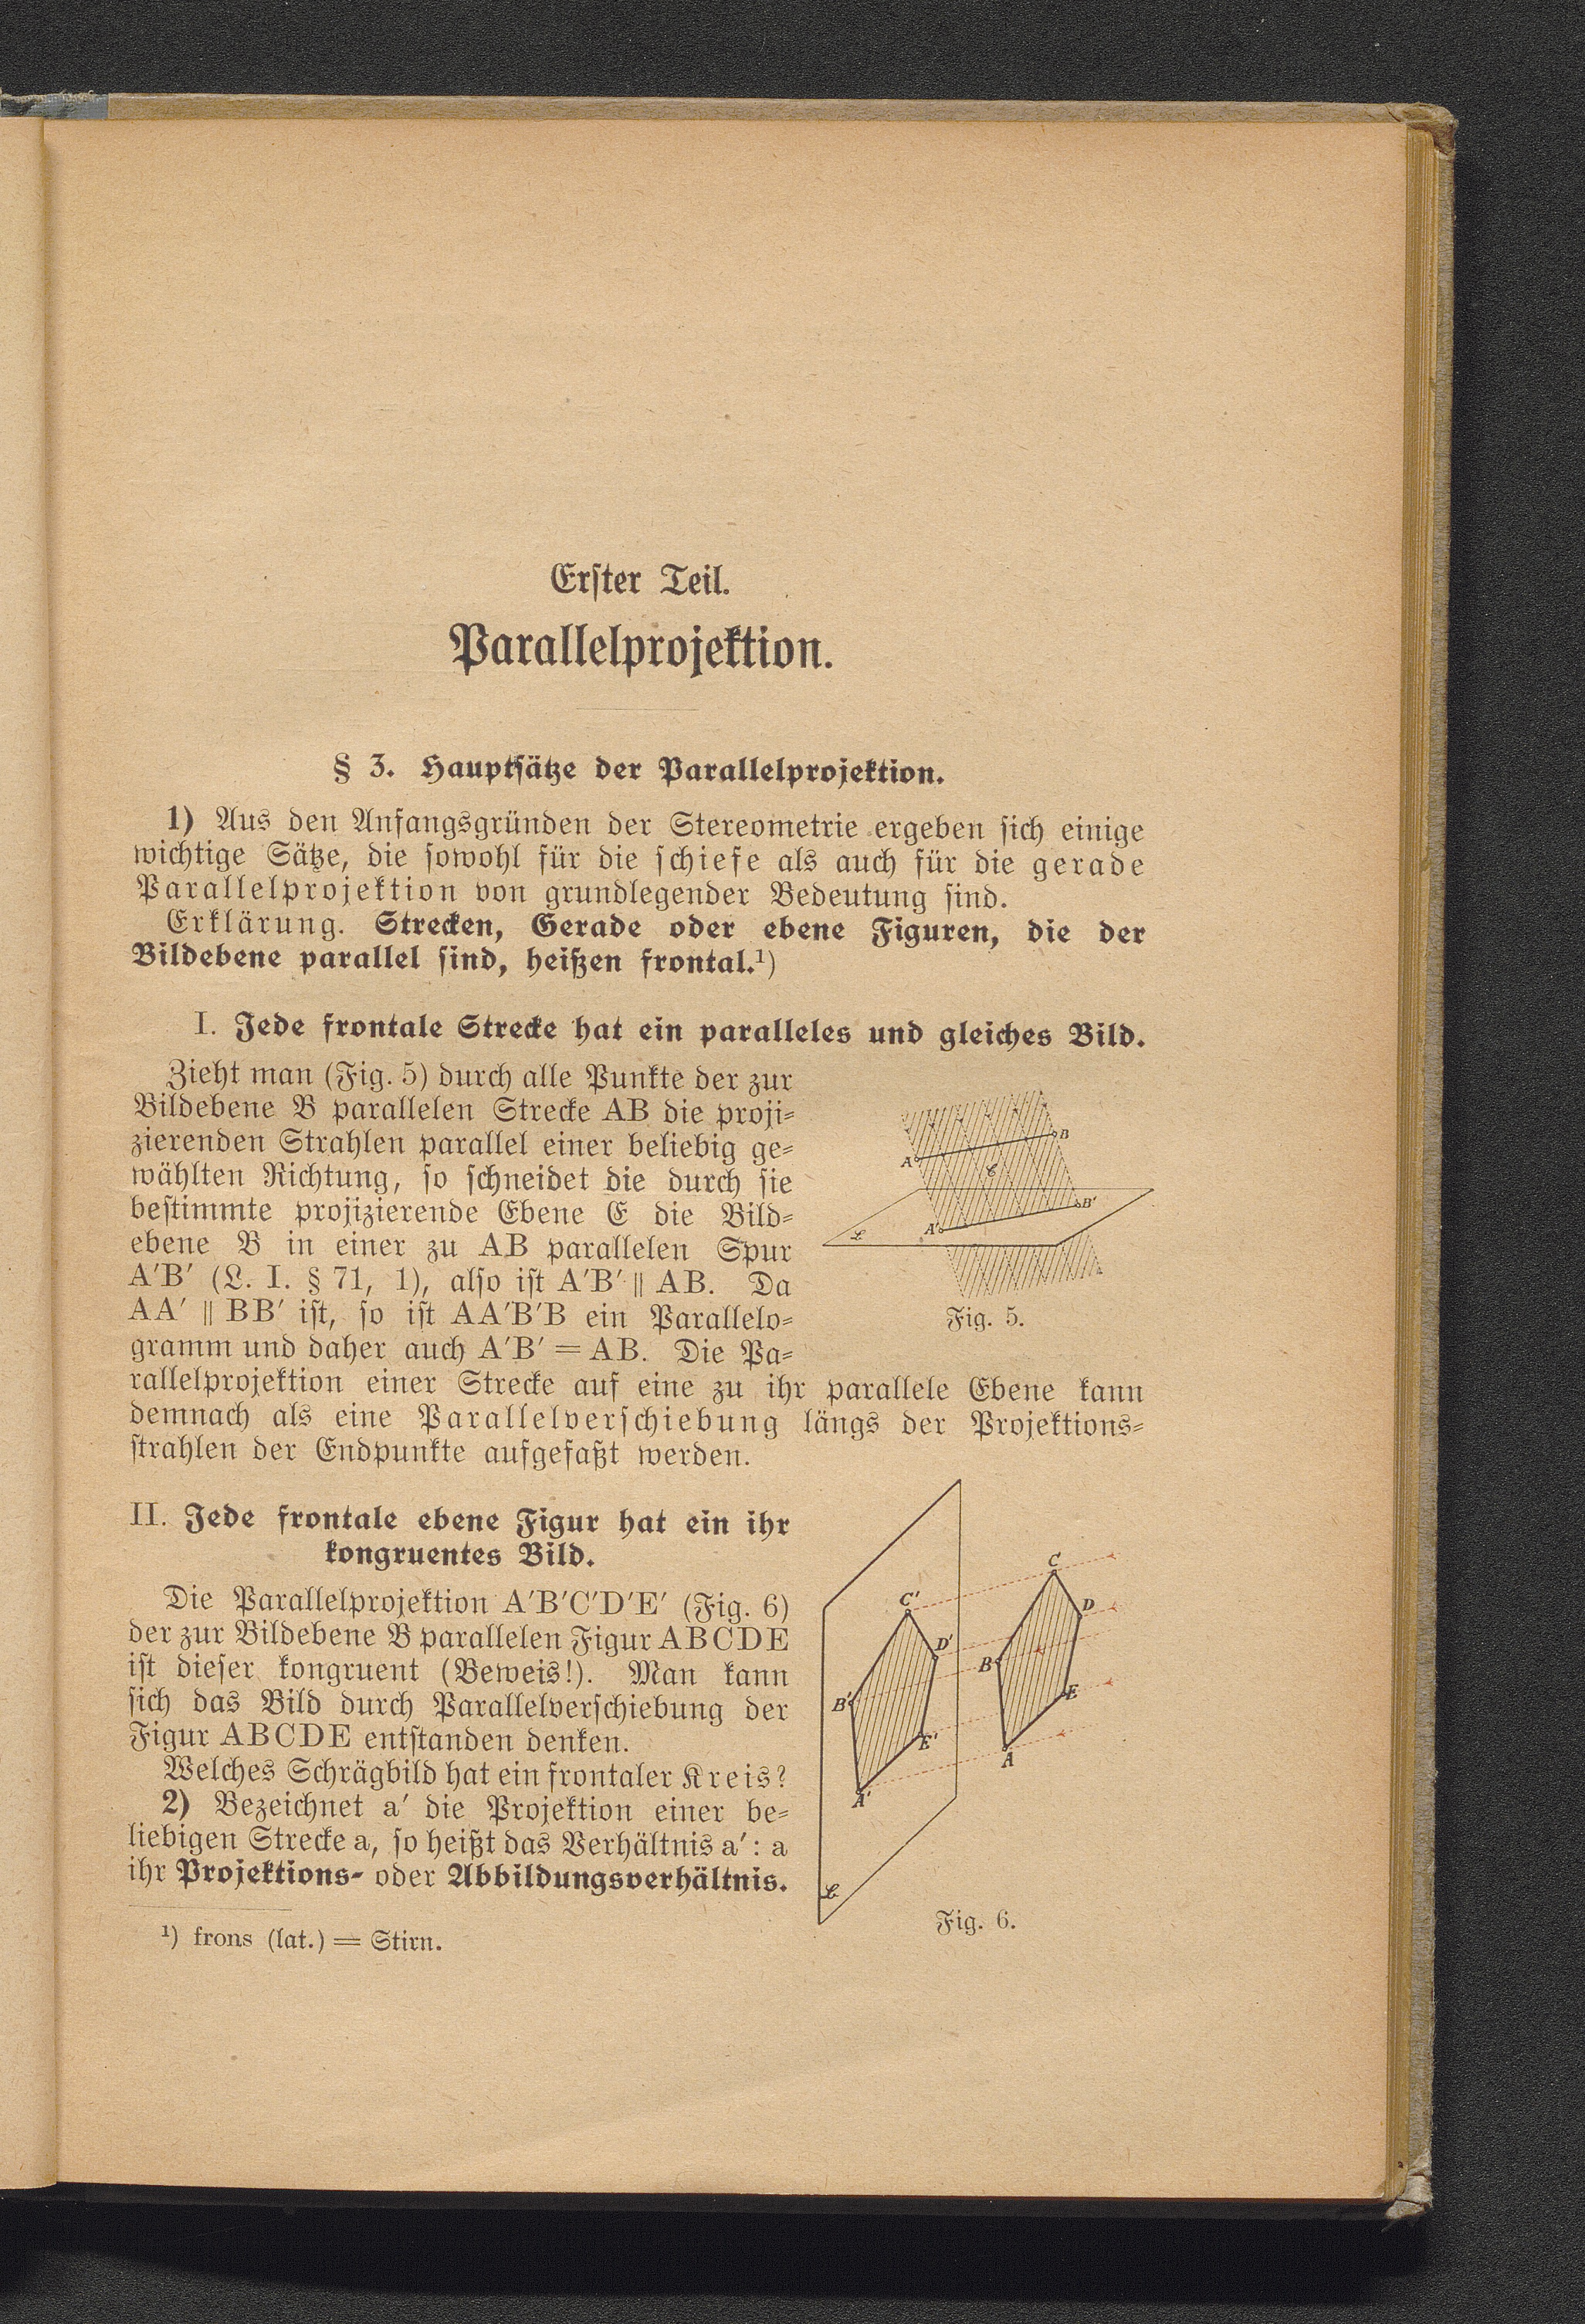 Erster Teil.
Parallelprojektion.
§ 3. Hauptsätze der Parallelprojektion.
1) Aus den Anfangsgründen der Stereometrie ergeben sich einige
wichtige Sätze, die sowohl für die schiefe als auch für die gerade
Parallelprojektion von grundlegender Bedeutung sind.
Erklärung. Strecken, Gerade oder ebene Figuren, die der
Bildebene parallel sind, heißen frontal.¹)
I. Jede frontale Strecke hat ein paralleles und gleiches Bild.
Zieht man (Fig. 5) durch alle Punkte der zur
Bildebene B parallelen Strecke AB die proji-
zierenden Strahlen parallel einer beliebig ge-
wählten Richtung, so schneidet die durch sie
bestimmte projizierende Ebene E die Bild-
ebene B in einer zu AB parallelen Spur
A′B′ (L. I. § 71, 1), also ist A′B′ ∥ AB. Da
AA′ ∥ BB′ ist, so ist AA′B′B ein Parallelo-
gramm und daher auch A′B′ = AB. Die Pa-
rallelprojektion einer Strecke auf eine zu ihr parallele Ebene kann
demnach als eine Parallelverschiebung längs der Projektions-
strahlen der Endpunkte aufgefaßt werden.
A
B
E
A′
B′
B
Fig. 5.
II. Jede frontale ebene Figur hat ein ihr
kongruentes Bild.
Die Parallelprojektion A′B′C′D′E′ (Fig. 6)
der zur Bildebene B parallelen Figur ABCDE
ist dieser kongruent (Beweis!). Man kann
sich das Bild durch Parallelverschiebung der
Figur ABCDE entstanden denken.
Welches Schrägbild hat ein frontaler Kreis?
2) Bezeichnet a′ die Projektion einer be-
liebigen Strecke a, so heißt das Verhältnis a′ : a
ihr Projektions- oder Abbildungsverhältnis.
C
C′
D
D′
B
B′
E
E′
A
A′
B
Fig. 6.
¹) frons (lat.) = Stirn.